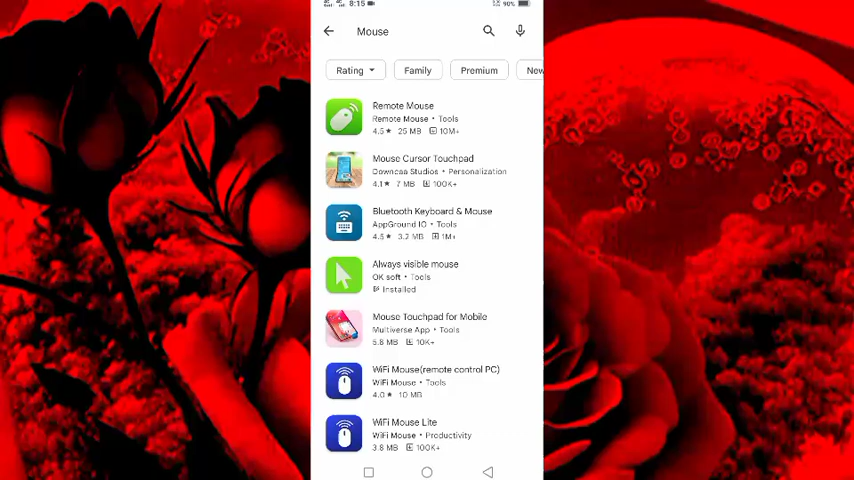 8:15 90%
Mouse
Rating Family Premium New
Remote Mouse
Remote Mouse • Tools
4.5★ 25 MB 10M+
Mouse Cursor Touchpad
Downcaa Studios • Personalization
4.1★ 7 MB 100K+
Bluetooth Keyboard & Mouse
AppGround IO • Tools
4.5★ 3.2 MB 1M+
Always visible mouse
OK soft • Tools
Installed
Mouse Touchpad for Mobile
Multiverse App • Tools
5.8 MB 10K+
WiFi Mouse(remote control PC)
WiFi Mouse • Tools
4.0★ 10 MB
WiFi Mouse Lite
WiFi Mouse • Productivity
3.8 MB 100K+